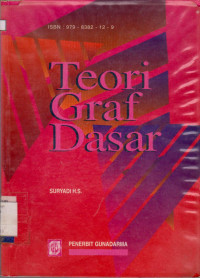 ISBN : 979 - 8382 - 12 - 9
Teori
Graf
Dasar
SURYADI H.S.
PENERBIT GUNADARMA